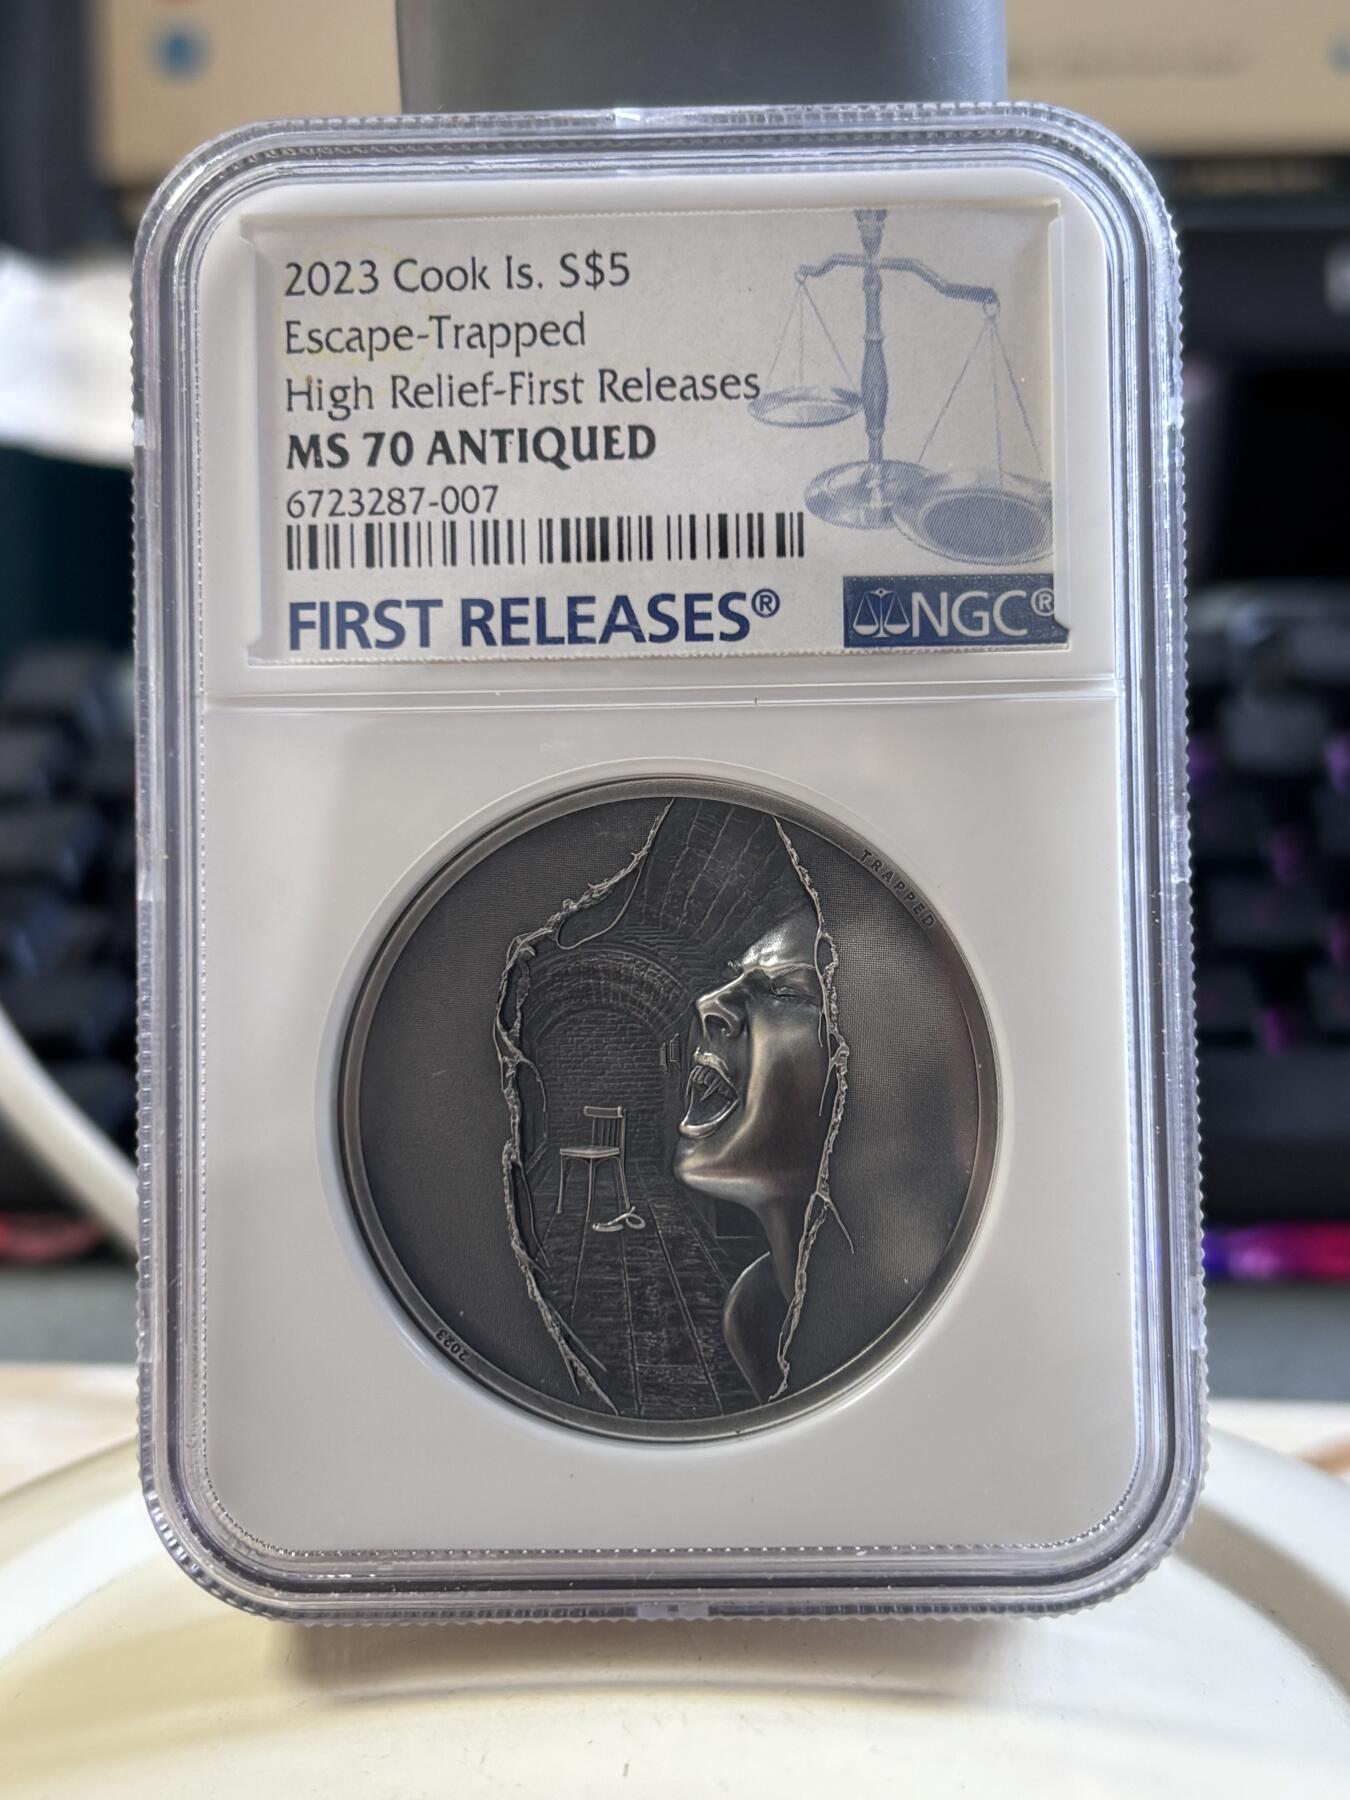 2023 Cook Is. S$5
Escape-Trapped
High Relief-First Releases
MS 70 ANTIQUED
6723287-007
FIRST RELEASES®
NGC®
TRAPPED
2023